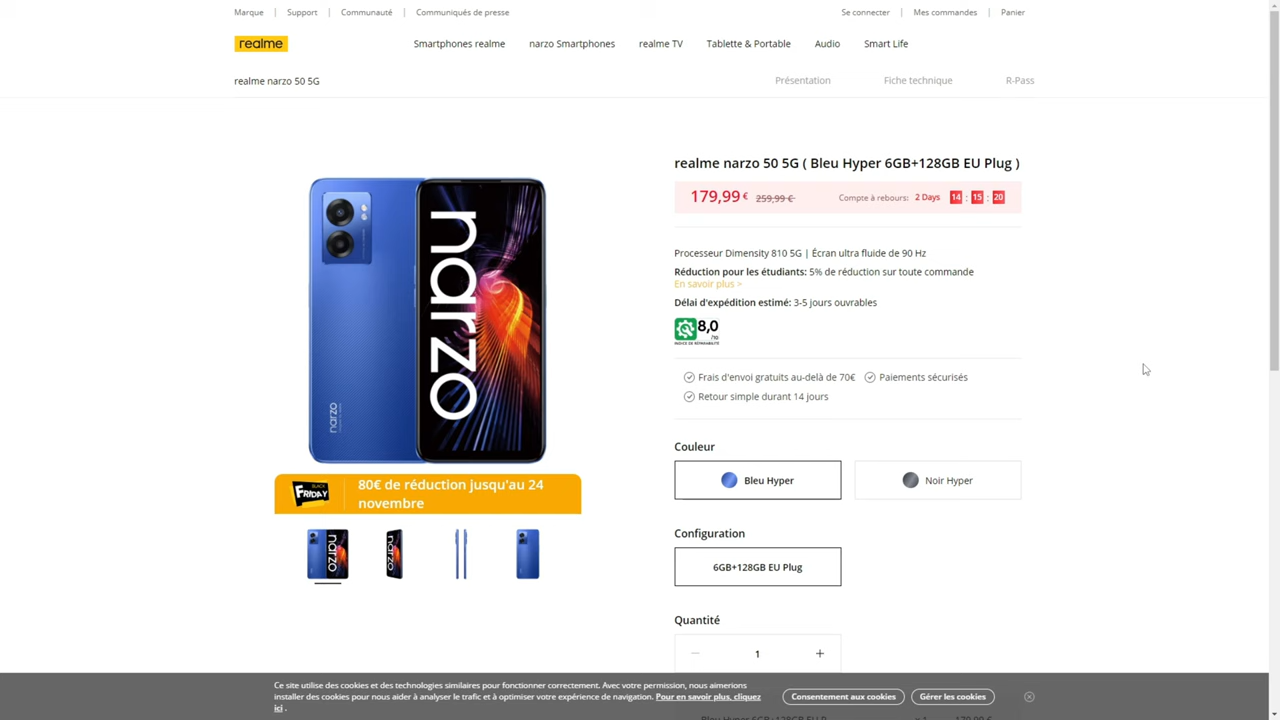 Marque | Support | Communauté | Communiqués de presse
Se connecter | Mes commandes | Panier
realme
Smartphones realme narzo Smartphones realme TV Tablette & Portable Audio Smart Life
realme narzo 50 5G
Présentation Fiche technique R-Pass
realme narzo 50 5G ( Bleu Hyper 6GB+128GB EU Plug )
179,99 € 259,99 € Compte à rebours: 2 Days 14 : 15 : 20
Processeur Dimensity 810 5G | Écran ultra fluide de 90 Hz
Réduction pour les étudiants: 5% de réduction sur toute commande
En savoir plus >
Délai d'expédition estimé: 3-5 jours ouvrables
8,0
/10
INDICE DE RÉPARABILITÉ
Frais d'envoi gratuits au-delà de 70€ Paiements sécurisés
Retour simple durant 14 jours
narzo
narzo
BLACK
FRIDAY
80€ de réduction jusqu'au 24
novembre
narzo
narzo
Couleur
Bleu Hyper Noir Hyper
Configuration
6GB+128GB EU Plug
Quantité
− 1 +
Ce site utilise des cookies et des technologies similaires pour fonctionner correctement. Avec votre permission, nous aimerions
installer des cookies pour nous aider à analyser le trafic et à optimiser votre expérience de navigation. Pour en savoir plus, cliquez
ici .
Consentement aux cookies Gérer les cookies